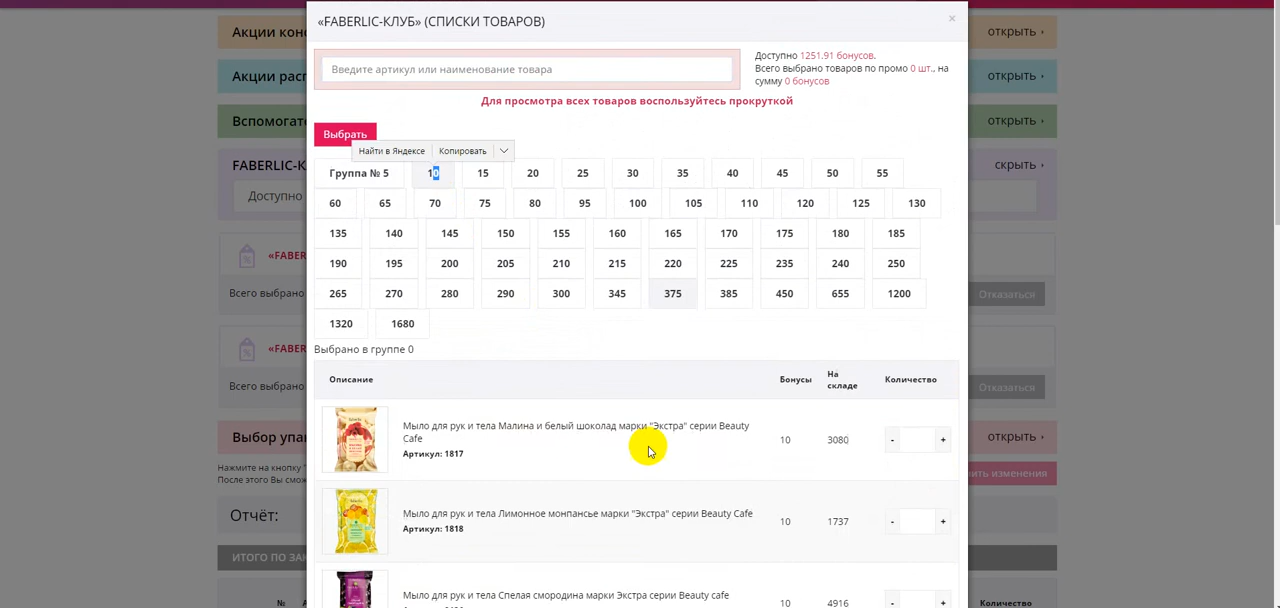 «FABERLIC-КЛУБ» (СПИСКИ ТОВАРОВ)
×
Акции
открыть
Введите артикул или наименование товара
Доступно 1251.91 бонусов.
Всего выбрано товаров по промо 0 шт., на
сумму 0 бонусов
Акции
открыть
Для просмотра всех товаров воспользуйтесь прокруткой
открыть
Выбрать
Найти в Яндексе Копировать
FABERLIC-К
скрыть
Группа № 5 10 15 20 25 30 35 40 45 50 55
Доступно
60 65 70 75 80 95 100 105 110 120 125 130
135 140 145 150 155 160 165 170 175 180 185
«FABER
190 195 200 205 210 215 220 225 235 240 250
Всего выбрано
Отказаться
265 270 280 290 300 345 375 385 450 655 1200
1320 1680
«FABER
Выбрано в группе 0
Описание Бонусы На складе Количество
Всего выбрано
Отказаться
Мыло для рук и тела Малина и белый шоколад марки "Экстра" серии Beauty
Cafe
Артикул: 1817
10 3080 - +
Выбор
открыть
Нажмите на кнопку "
После этого Вы
изменения
Мыло для рук и тела Лимонное монпансье марки "Экстра" серии Beauty Cafe
Артикул: 1818
10 1737 - +
Отчёт:
ИТОГО ПО
Мыло для рук и тела Спелая смородина марки Экстра серии Beauty cafe
10 4916 - +
№
Количество